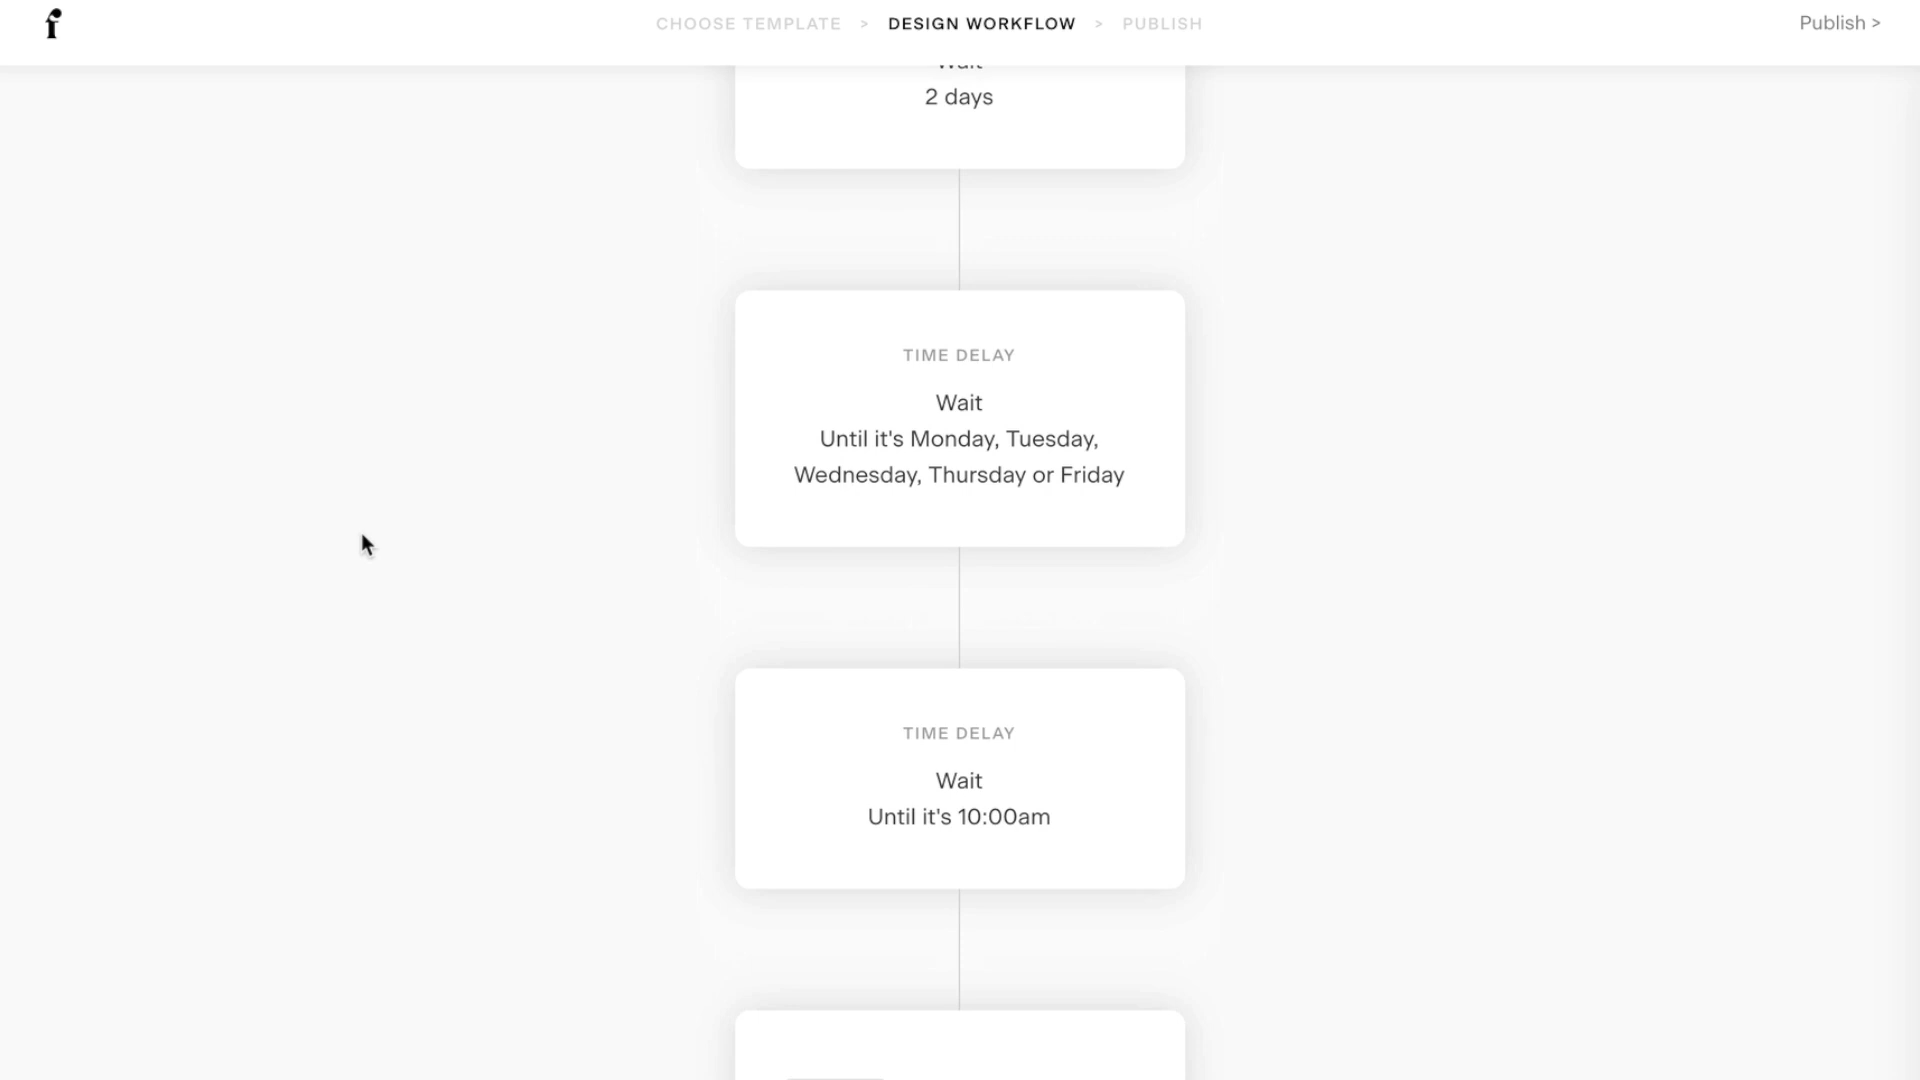 f
CHOOSE TEMPLATE > DESIGN WORKFLOW > PUBLISH
Publish >
Wait
2 days
TIME DELAY
Wait
Until it's Monday, Tuesday,
Wednesday, Thursday or Friday
TIME DELAY
Wait
Until it's 10:00am